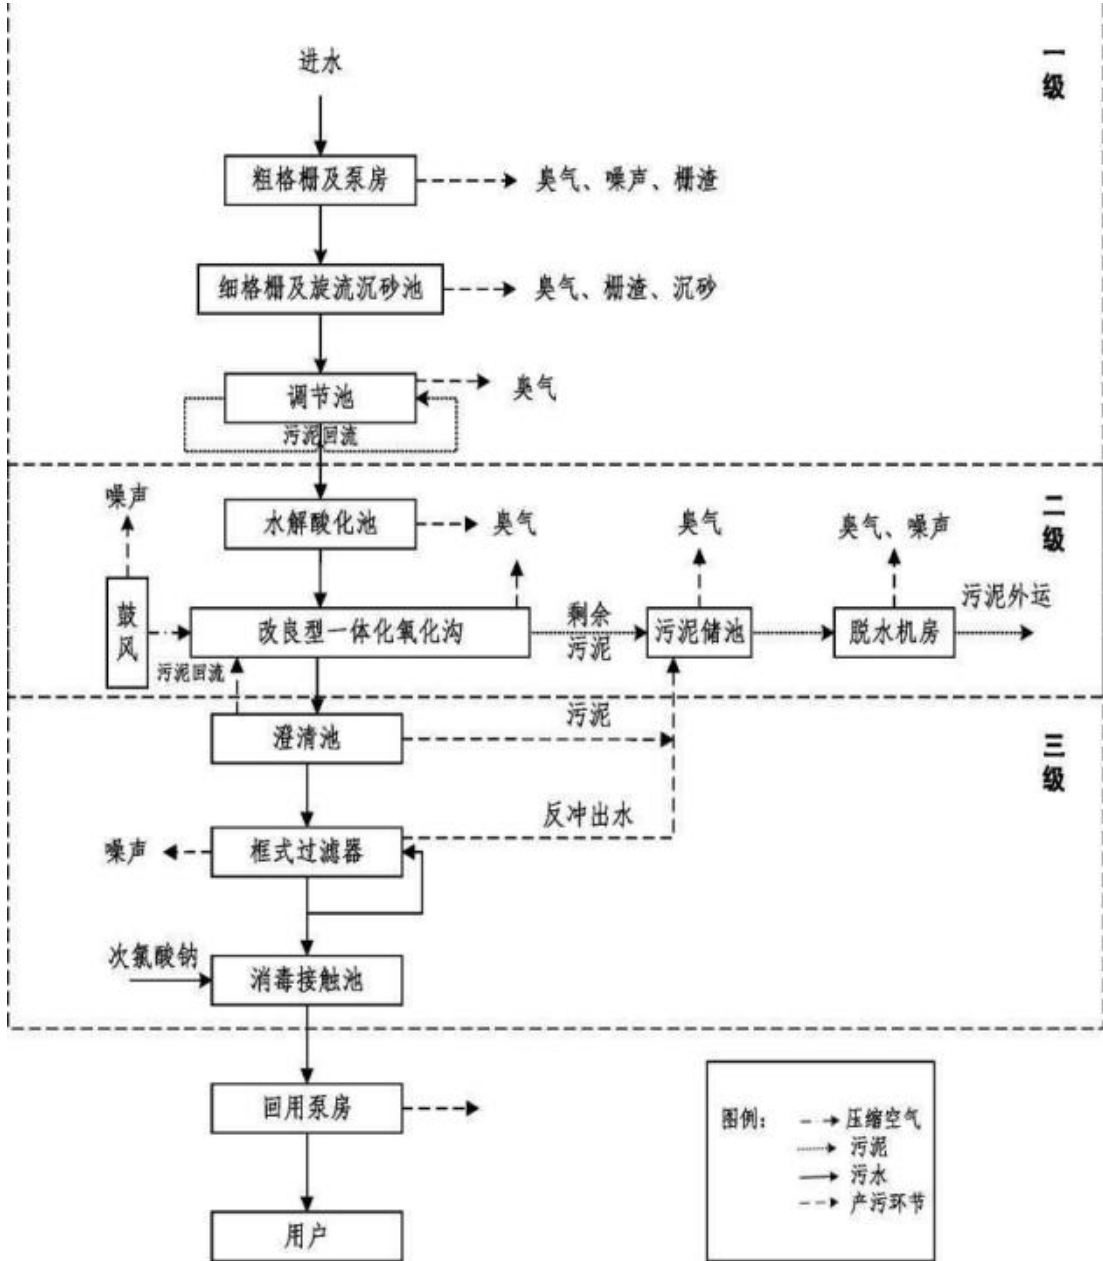 一级
进水
粗格栅及泵房
臭气、噪声、栅渣
细格栅及旋流沉砂池
臭气、栅渣、沉砂
调节池
臭气
污泥回流
二级
噪声
水解酸化池
臭气
臭气
臭气、噪声
鼓风
改良型一体化氧化沟
剩余
污泥
污泥储池
脱水机房
污泥外运
污泥回流
三级
澄清池
污泥
反冲出水
噪声
框式过滤器
次氯酸钠
消毒接触池
回用泵房
用户
图例：
压缩空气
污泥
污水
产污环节